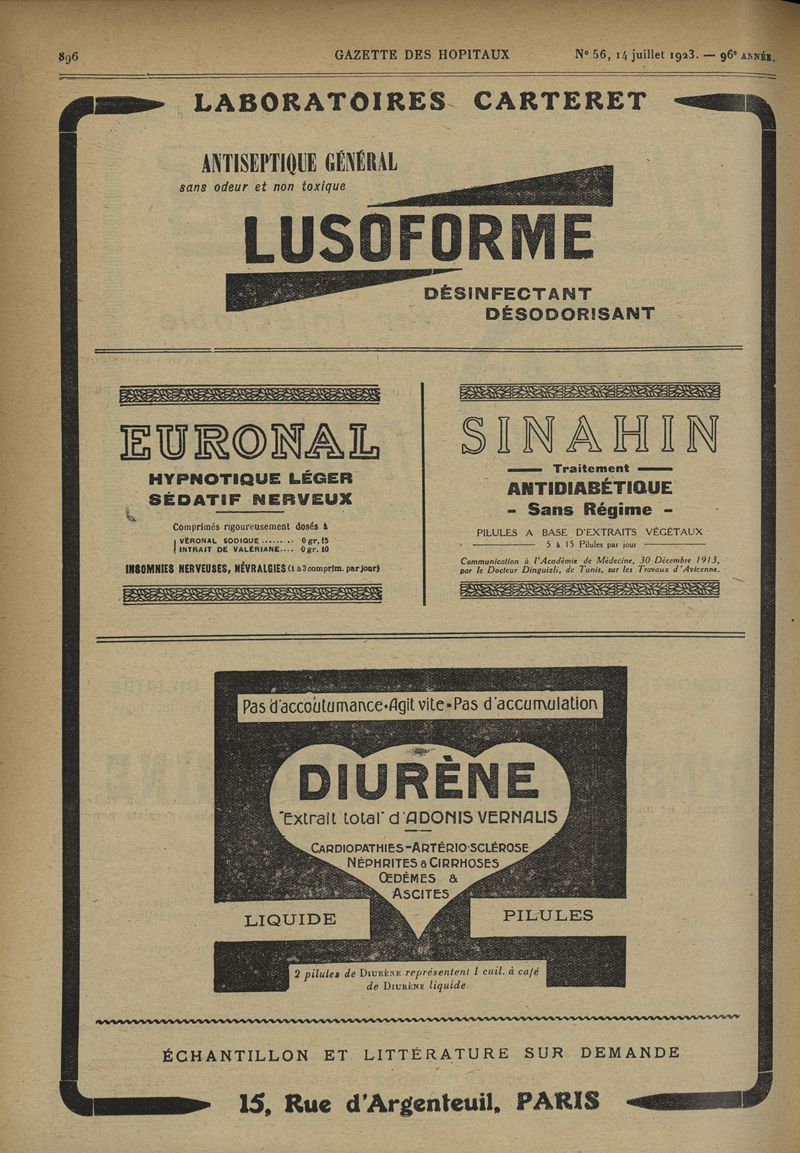 896
GAZETTE DES HOPITAUX
N° 56, 14 juillet 1923. — 96e ANNÉE.
LABORATOIRES CARTERET
ANTISEPTIQUE GÉNÉRAL
sans odeur et non toxique
LUSOFORME
DÉSINFECTANT
DÉSODORISANT
EURONAL
HYPNOTIQUE LÉGER
SÉDATIF NERVEUX
Comprimés rigoureusement dosés à
VÉRONAL SODIQUE ........ 0 gr, 15
INTRAIT DE VALÉRIANE.... 0 gr. 10
INSOMNIES NERVEUSES, NÉVRALGIES (1 à 3 comprim. par jour)
SINAHIN
Traitement
ANTIDIABÉTIQUE
- Sans Régime -
PILULES A BASE D'EXTRAITS VÉGÉTAUX
5 à 15 Pilules par jour
Communication à l'Académie de Médecine, 30 Décembre 1913,
par le Docteur Dinguizli, de Tunis, sur les Travaux d'Avicenne.
Pas d'accoutumance·Agit vite·Pas d'accumulation
DIURÈNE
"Extrait total" d'ADONIS VERNALIS
CARDIOPATHIES-ARTÉRIO-SCLÉROSE
NÉPHRITES & CIRRHOSES
ŒDÈMES &
ASCITES
LIQUIDE
PILULES
2 pilules de DIURÈNE représentent 1 cuil. à café
de DIURÈNE liquide.
ÉCHANTILLON ET LITTÉRATURE SUR DEMANDE
15, Rue d'Argenteuil, PARIS